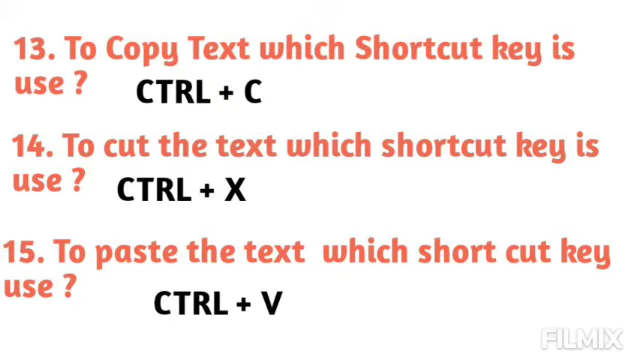 13. To Copy Text which Shortcut key is
use ?
CTRL + C
14. To cut the text which shortcut key is
use ?
CTRL + X
15. To paste the text which short cut key
use ?
CTRL + V
FILMIX